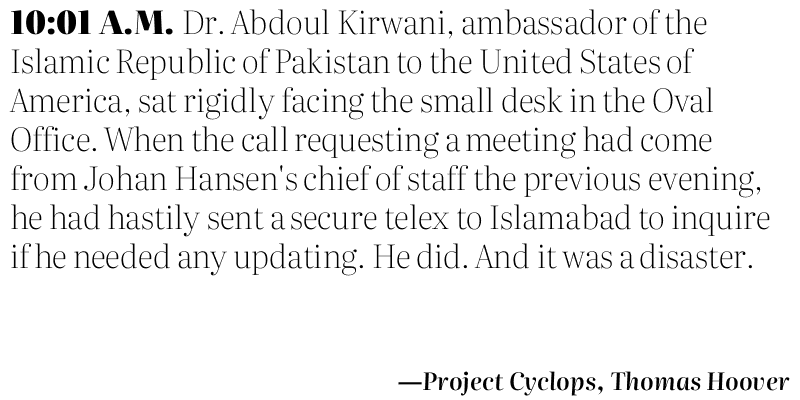 10:01 A.M. Dr. Abdoul Kirwani, ambassador of the
Islamic Republic of Pakistan to the United States of
America, sat rigidly facing the small desk in the Oval
Office. When the call requesting a meeting had come
from Johan Hansen's chief of staff the previous evening,
he had hastily sent a secure telex to Islamabad to inquire
if he needed any updating. He did. And it was a disaster.
—Project Cyclops, Thomas Hoover